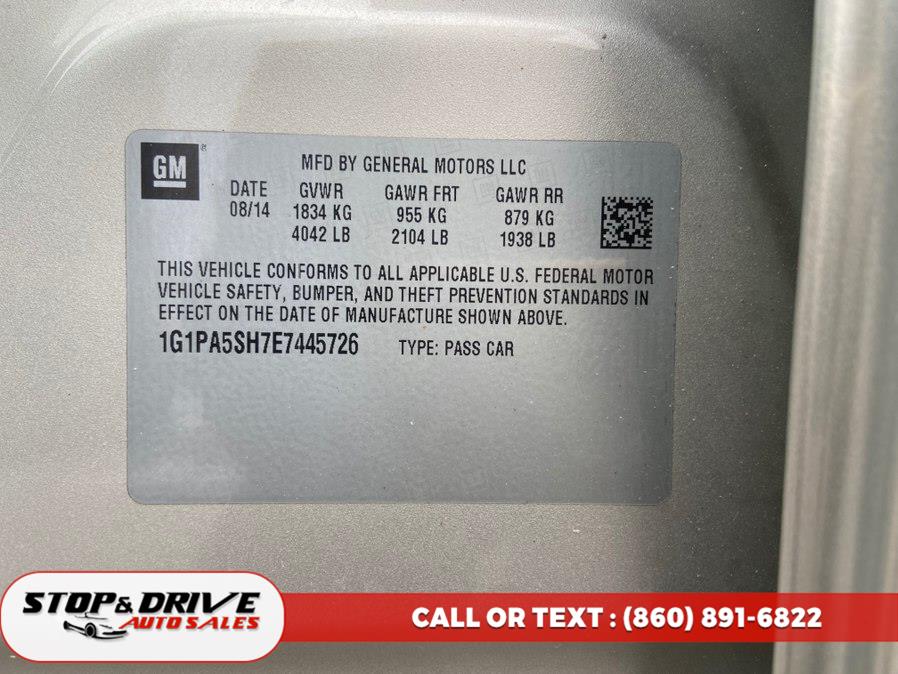 GM
MFD BY GENERAL MOTORS LLC
DATE GVWR GAWR FRT GAWR RR
08/14 1834 KG 955 KG 879 KG
4042 LB 2104 LB 1938 LB
THIS VEHICLE CONFORMS TO ALL APPLICABLE U.S. FEDERAL MOTOR
VEHICLE SAFETY, BUMPER, AND THEFT PREVENTION STANDARDS IN
EFFECT ON THE DATE OF MANUFACTURE SHOWN ABOVE.
1G1PA5SH7E7445726 TYPE: PASS CAR
STOP & DRIVE
AUTO SALES
CALL OR TEXT : (860) 891-6822